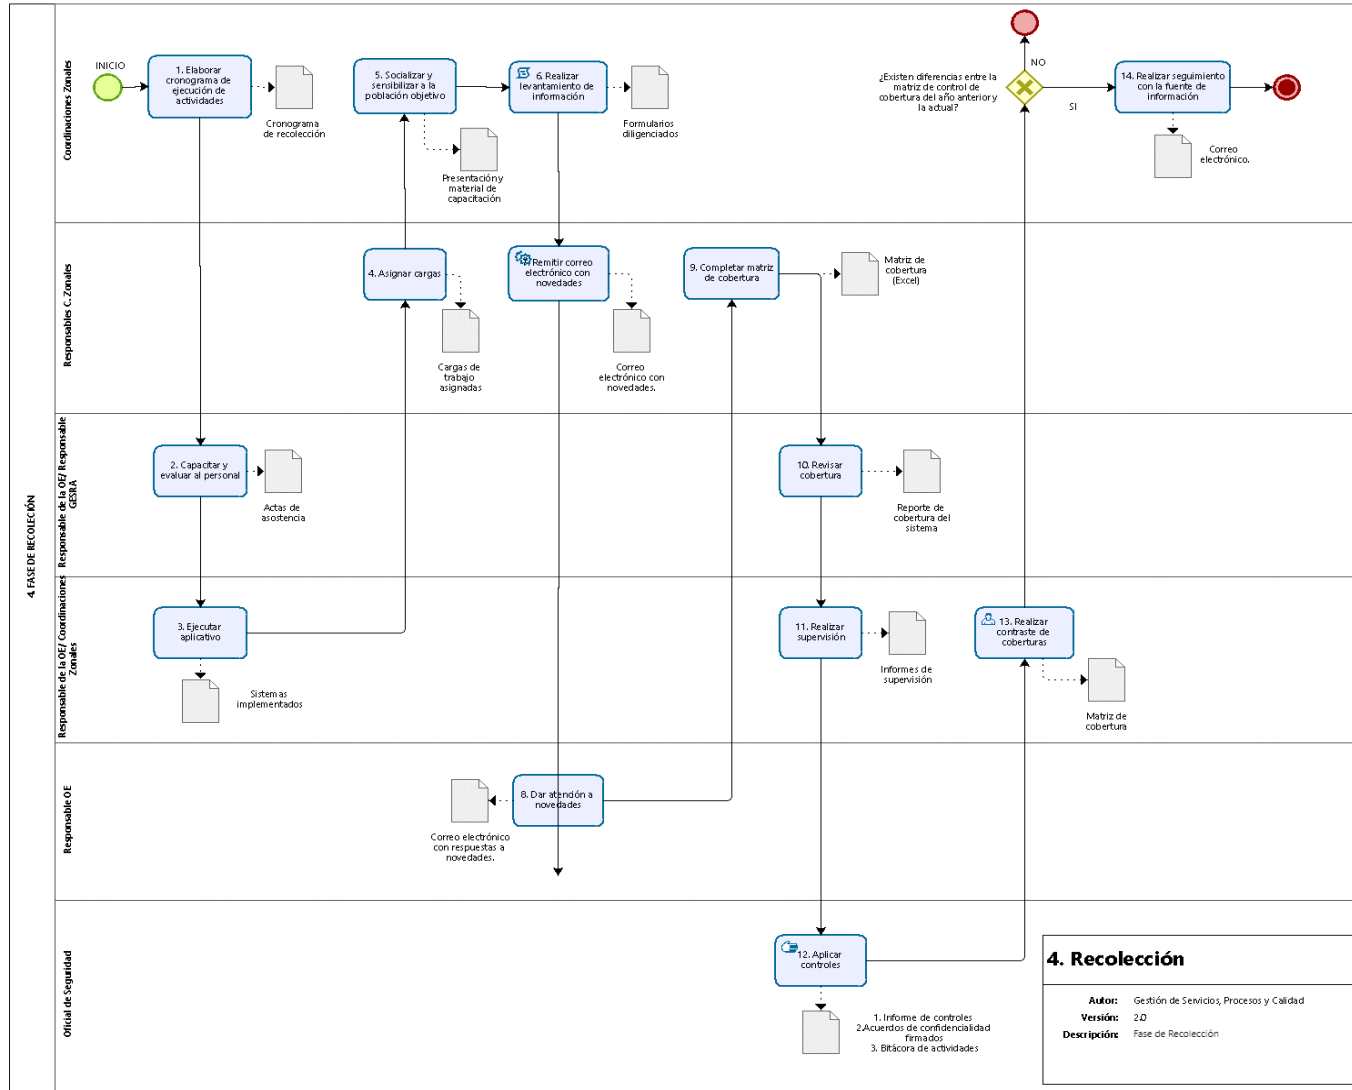 4. FASE DE RECOLECIÓN
Coordinaciones Zonales
INICIO
1. Elaborar
cronograma de
ejecución de
actividades
Cronograma
de recolección
5. Socializar y
sensibilizar a la
población objetivo
Presentación y
material de
capacitación
6. Realizar
levantamiento de
información
Formularios
diligenciados
¿Existen diferencias entre la
matriz de control de
cobertura del año anterior y
la actual?
NO
SI
14. Realizar seguimiento
con la fuente de
información
Correo
electrónico.
Responsables C. Zonales
4. Asignar cargas
Cargas de
trabajo
asignadas
Remitir correo
electrónico con
novedades
Correo
electrónico con
novedades.
9. Completar matriz
de cobertura
Matriz de
cobertura
(Excel)
Responsable de la OE/ Responsable
GESRA
2. Capacitar y
evaluar al personal
Actas de
asostencia
10. Revisar
cobertura
Reporte de
cobertura del
sistema
Responsable de la OE/ Coordinaciones
Zonales
3. Ejecutar
aplicativo
Sistemas
implementados
11. Realizar
supervisión
Informes de
supervisión
13. Realizar
contraste de
coberturas
Matriz de
cobertura
Responsable OE
8. Dar atención a
novedades
Correo electrónico
con respuestas a
novedades.
Oficial de Seguridad
12. Aplicar
controles
1. Informe de controles
2.Acuerdos de confidencialidad
firmados
3. Bitácora de actividades
4. Recolección
Autor: Gestión de Servicios, Procesos y Calidad
Versión: 2.0
Descripción: Fase de Recolección